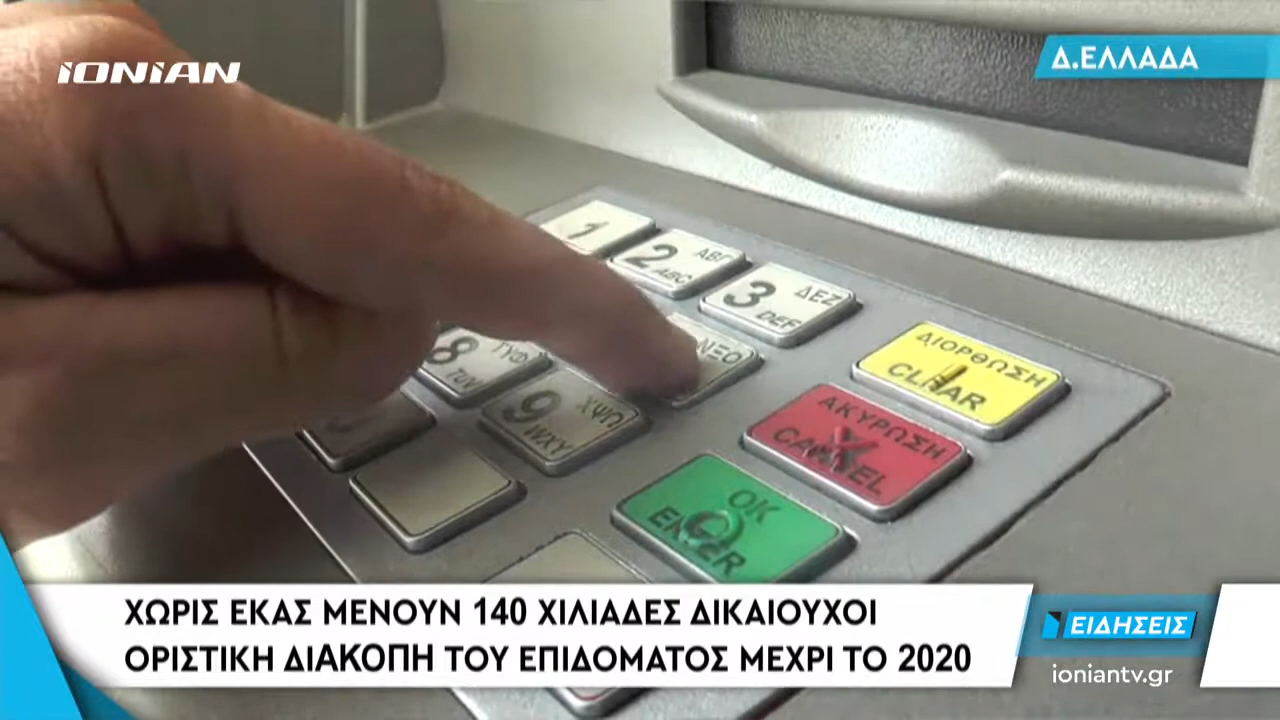 IONIAN
Δ.ΕΛΛΑΔΑ
1
2 ΑΒΓ
ABC
3 ΔΕΖ
DEF
ΝΞΟ
8 ΤΥΦ
TUV
9 ΧΨΩ
WXY
ΔΙΟΡΘΩΣΗ
CLEAR
ΑΚΥΡΩΣΗ
CANCEL
OK
ENTER
ΧΩΡΙΣ ΕΚΑΣ ΜΕΝΟΥΝ 140 ΧΙΛΙΑΔΕΣ ΔΙΚΑΙΟΥΧΟΙ
ΟΡΙΣΤΙΚΗ ΔΙΑΚΟΠΗ ΤΟΥ ΕΠΙΔΟΜΑΤΟΣ ΜΕΧΡΙ ΤΟ 2020
ΕΙΔΗΣΕΙΣ
ioniantv.gr